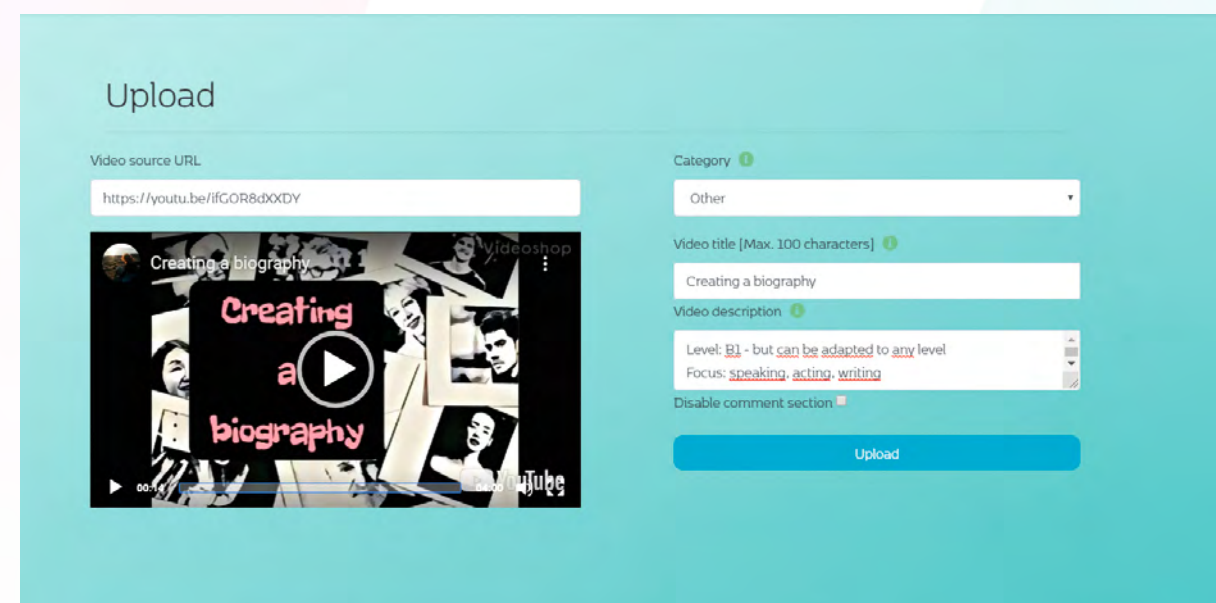 Upload
Video source URL
https://youtu.be/ifGOR8dXXDY
Videoshop
Creating a biography
Creating
a
biography
00:14
04:00
YouTube
Category
Other
Video title [Max. 100 characters]
Creating a biography
Video description
Level: B1 - but can be adapted to any level
Focus: speaking, acting, writing
Disable comment section
Upload